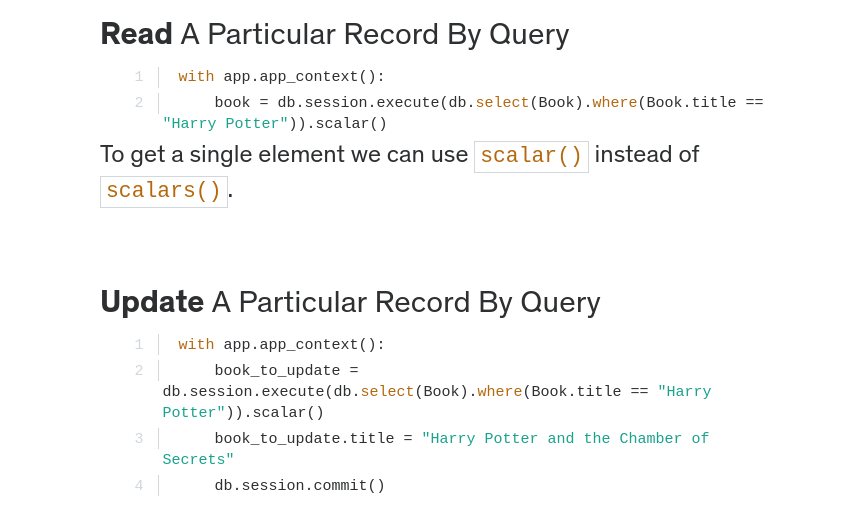 Read A Particular Record By Query
1 with app.app_context():
2 book = db.session.execute(db.select(Book).where(Book.title ==
"Harry Potter")).scalar()
To get a single element we can use scalar() instead of
scalars().
Update A Particular Record By Query
1 with app.app_context():
2 book_to_update =
db.session.execute(db.select(Book).where(Book.title == "Harry
Potter")).scalar()
3 book_to_update.title = "Harry Potter and the Chamber of
Secrets"
4 db.session.commit()